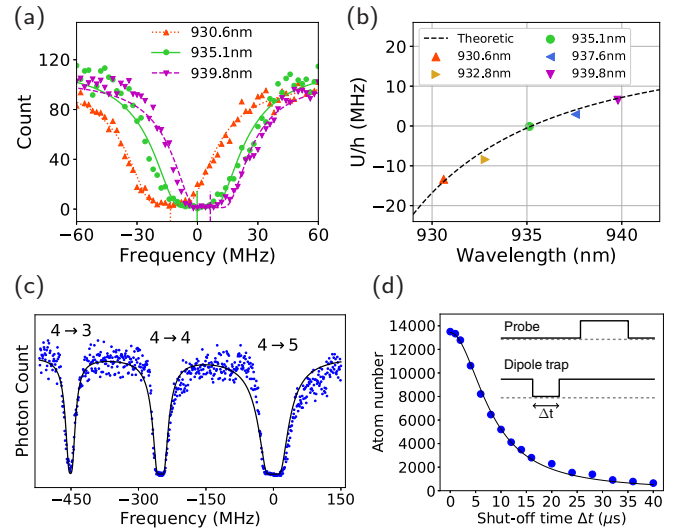 (a)
930.6nm
935.1nm
939.8nm
Count
120
80
40
0
−60 −30 0 30 60
Frequency (MHz)
(b)
Theoretic
930.6nm
932.8nm
935.1nm
937.6nm
939.8nm
U/h (MHz)
20
10
0
−10
−20
930 935 940
Wavelength (nm)
(c)
4→3 4→4 4→5
Photon Count
−450 −300 −150 0 150
Frequency (MHz)
(d)
Probe
Dipole trap
Δt
Atom number
14000
12000
10000
8000
6000
4000
2000
0
0 5 10 15 20 25 30 35 40
Shut-off time Δt (μs)